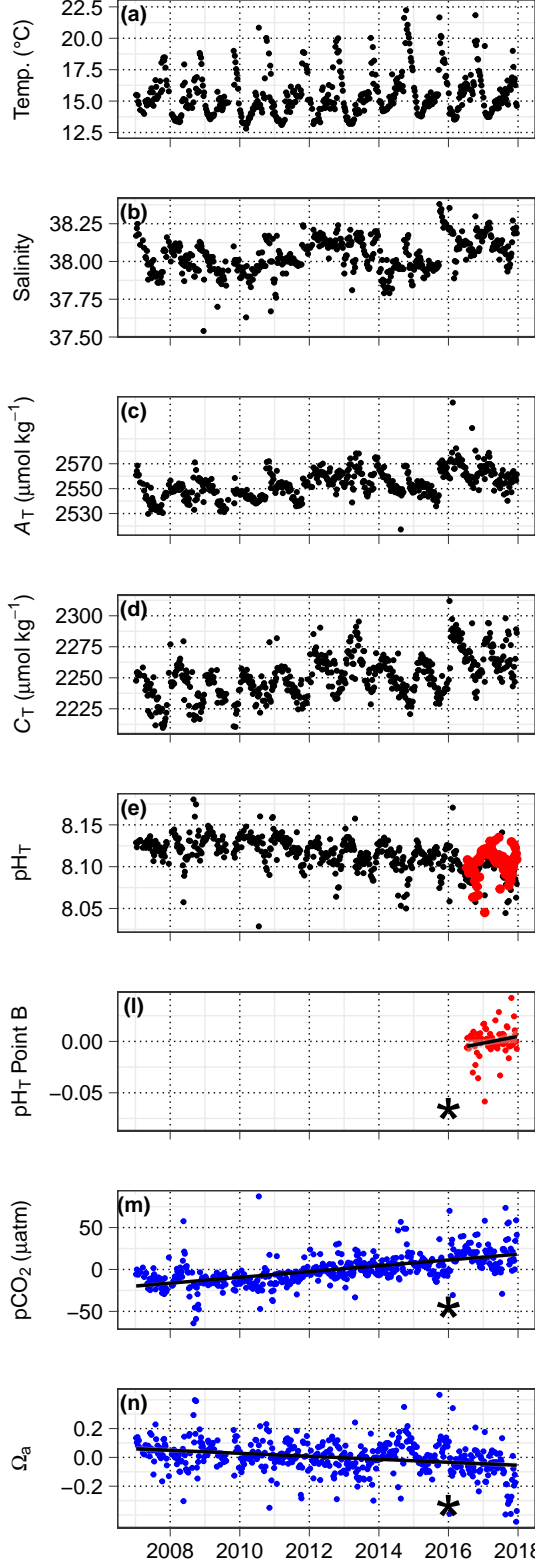 (a)
Temp. (°C)
22.5
20.0
17.5
15.0
12.5
(b)
Salinity
38.25
38.00
37.75
37.50
(c)
A_T (μmol kg⁻¹)
2570
2550
2530
(d)
C_T (μmol kg⁻¹)
2300
2275
2250
2225
(e)
pH_T
8.15
8.10
8.05
(l)
pH_T Point B
0.00
−0.05
*
(m)
pCO₂ (μatm)
50
0
−50
*
(n)
Ωₐ
0.2
0.0
−0.2
*
2008 2010 2012 2014 2016 2018